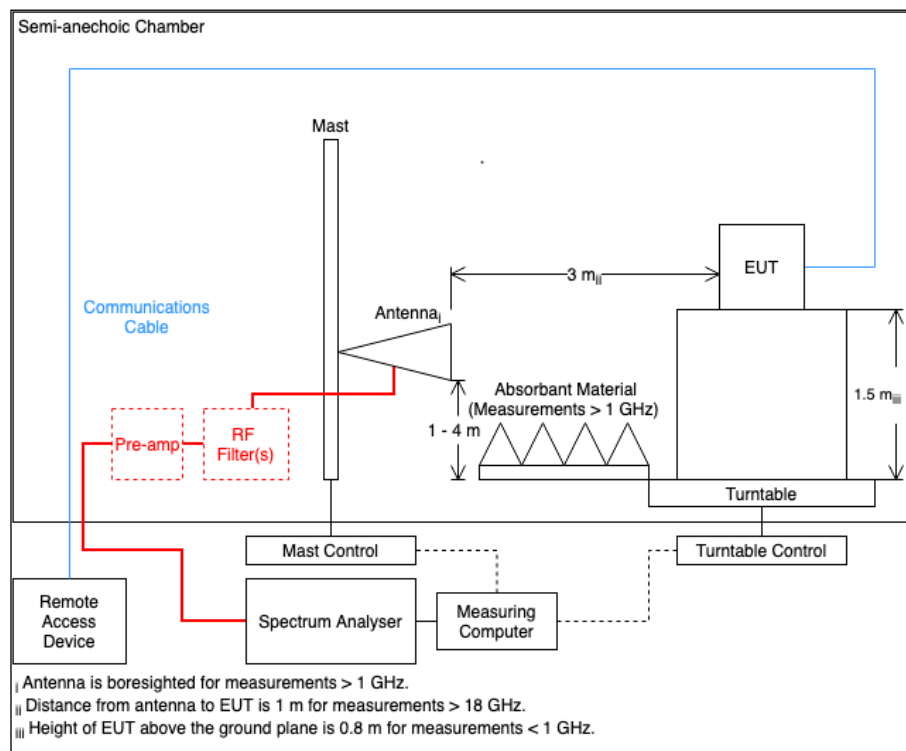 Semi-anechoic Chamber
Mast
EUT
3 mii
Communications
Cable
Antennai
Absorbant Material
(Measurements > 1 GHz)
1.5 miii
1 - 4 m
Pre-amp
RF
Filter(s)
Turntable
Mast Control
Turntable Control
Remote
Access
Device
Spectrum Analyser
Measuring
Computer
i Antenna is boresighted for measurements > 1 GHz.
ii Distance from antenna to EUT is 1 m for measurements > 18 GHz.
iii Height of EUT above the ground plane is 0.8 m for measurements < 1 GHz.